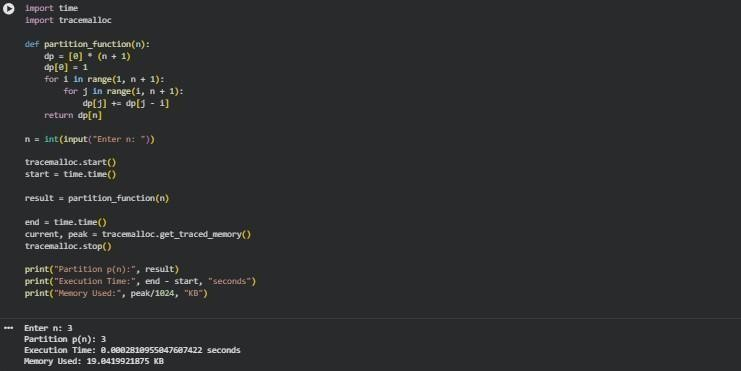 import time
import tracemalloc
def partition_function(n):
    dp = [0] * (n + 1)
    dp[0] = 1
    for i in range(1, n + 1):
        for j in range(i, n + 1):
            dp[j] += dp[j - i]
    return dp[n]
n = int(input("Enter n: "))
tracemalloc.start()
start = time.time()
result = partition_function(n)
end = time.time()
current, peak = tracemalloc.get_traced_memory()
tracemalloc.stop()
print("Partition p(n):", result)
print("Execution Time:", end - start, "seconds")
print("Memory Used:", peak/1024, "KB")
Enter n: 3
Partition p(n): 3
Execution Time: 0.0002810955047607422 seconds
Memory Used: 19.0419921875 KB